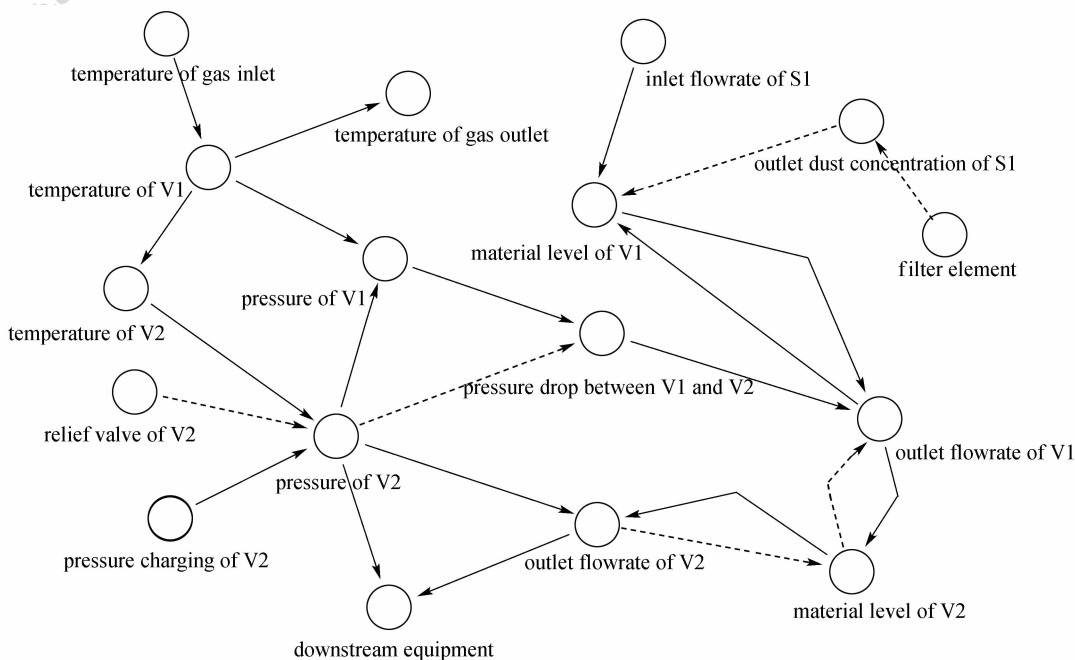 temperature of gas inlet
inlet flowrate of S1
temperature of gas outlet
outlet dust concentration of S1
temperature of V1
material level of V1
filter element
pressure of V1
temperature of V2
pressure drop between V1 and V2
relief valve of V2
outlet flowrate of V1
pressure of V2
pressure charging of V2
outlet flowrate of V2
material level of V2
downstream equipment